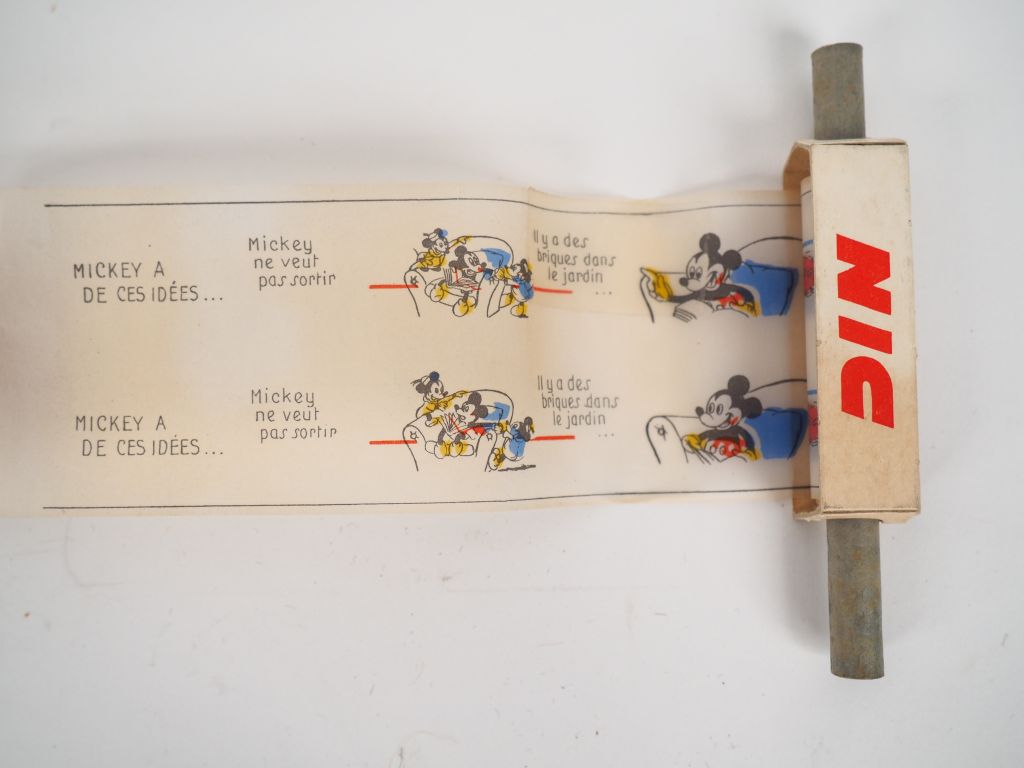 MICKEY A
DE CES IDÉES...
Mickey
ne veut
pas sortir
Il y a des
briques dans
le jardin
...
MICKEY A
DE CES IDÉES...
Mickey
ne veut
pas sortir
Il y a des
briques dans
le jardin
...
NIC